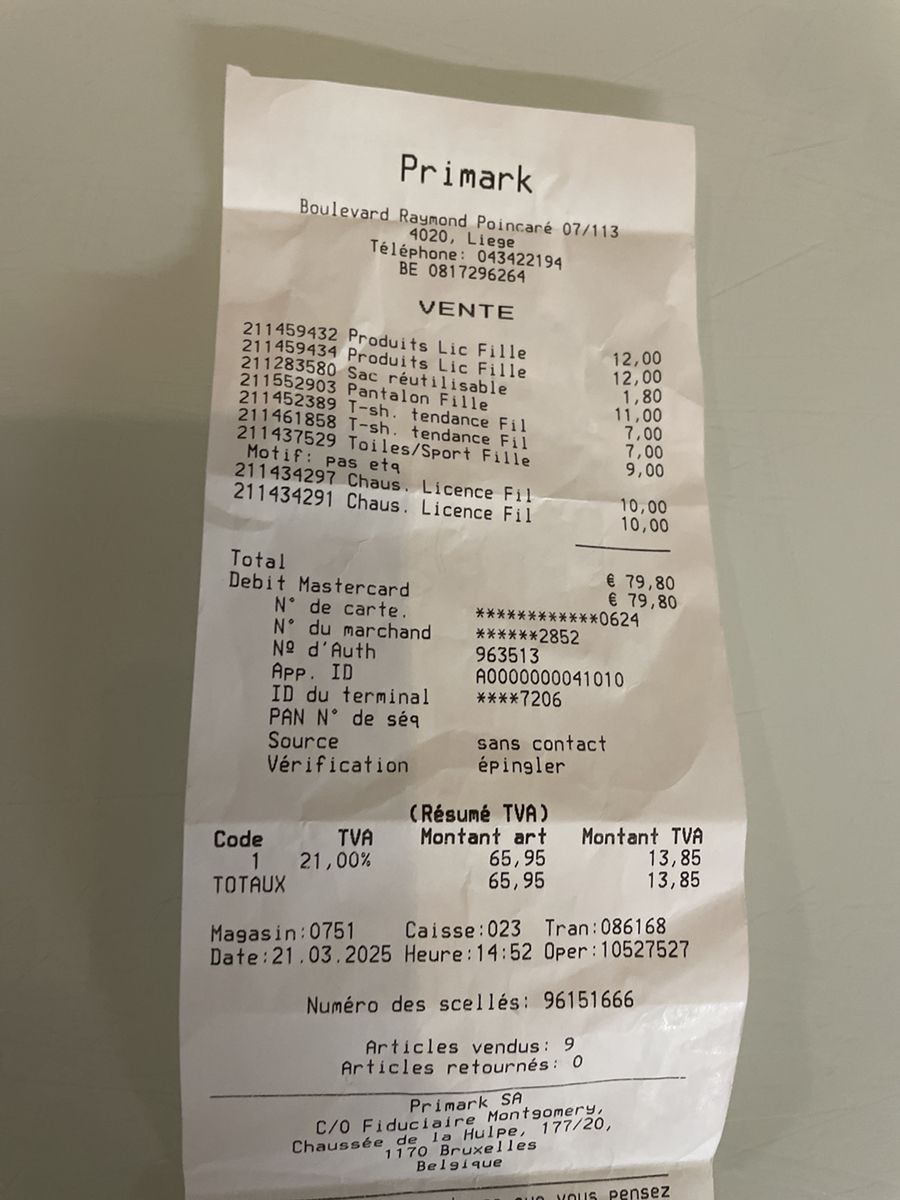 Primark
Boulevard Raymond Poincaré 07/113
4020, Liege
Téléphone: 043422194
BE 0817296264
VENTE
211459432 Produits Lic Fille 12,00
211459434 Produits Lic Fille 12,00
211283580 Sac réutilisable 1,80
211552903 Pantalon Fille 11,00
211452389 T-sh. tendance Fil 7,00
211461858 T-sh. tendance Fil 7,00
211437529 Toiles/Sport Fille 9,00
Motif: pas etq
211434297 Chaus. Licence Fil 10,00
211434291 Chaus. Licence Fil 10,00
Total € 79,80
Debit Mastercard € 79,80
N° de carte. ************0624
N° du marchand ******2852
Nº d'Auth 963513
App. ID A0000000041010
ID du terminal ****7206
PAN N° de séq
Source sans contact
Vérification épingler
(Résumé TVA)
Code TVA Montant art Montant TVA
1 21,00% 65,95 13,85
TOTAUX 65,95 13,85
Magasin:0751 Caisse:023 Tran:086168
Date:21.03.2025 Heure:14:52 Oper:10527527
Numéro des scellés: 96151666
Articles vendus: 9
Articles retournés: 0
Primark SA
C/O Fiduciaire Montgomery,
Chaussée de la Hulpe, 177/20,
1170 Bruxelles
Belgique
que vous pensez